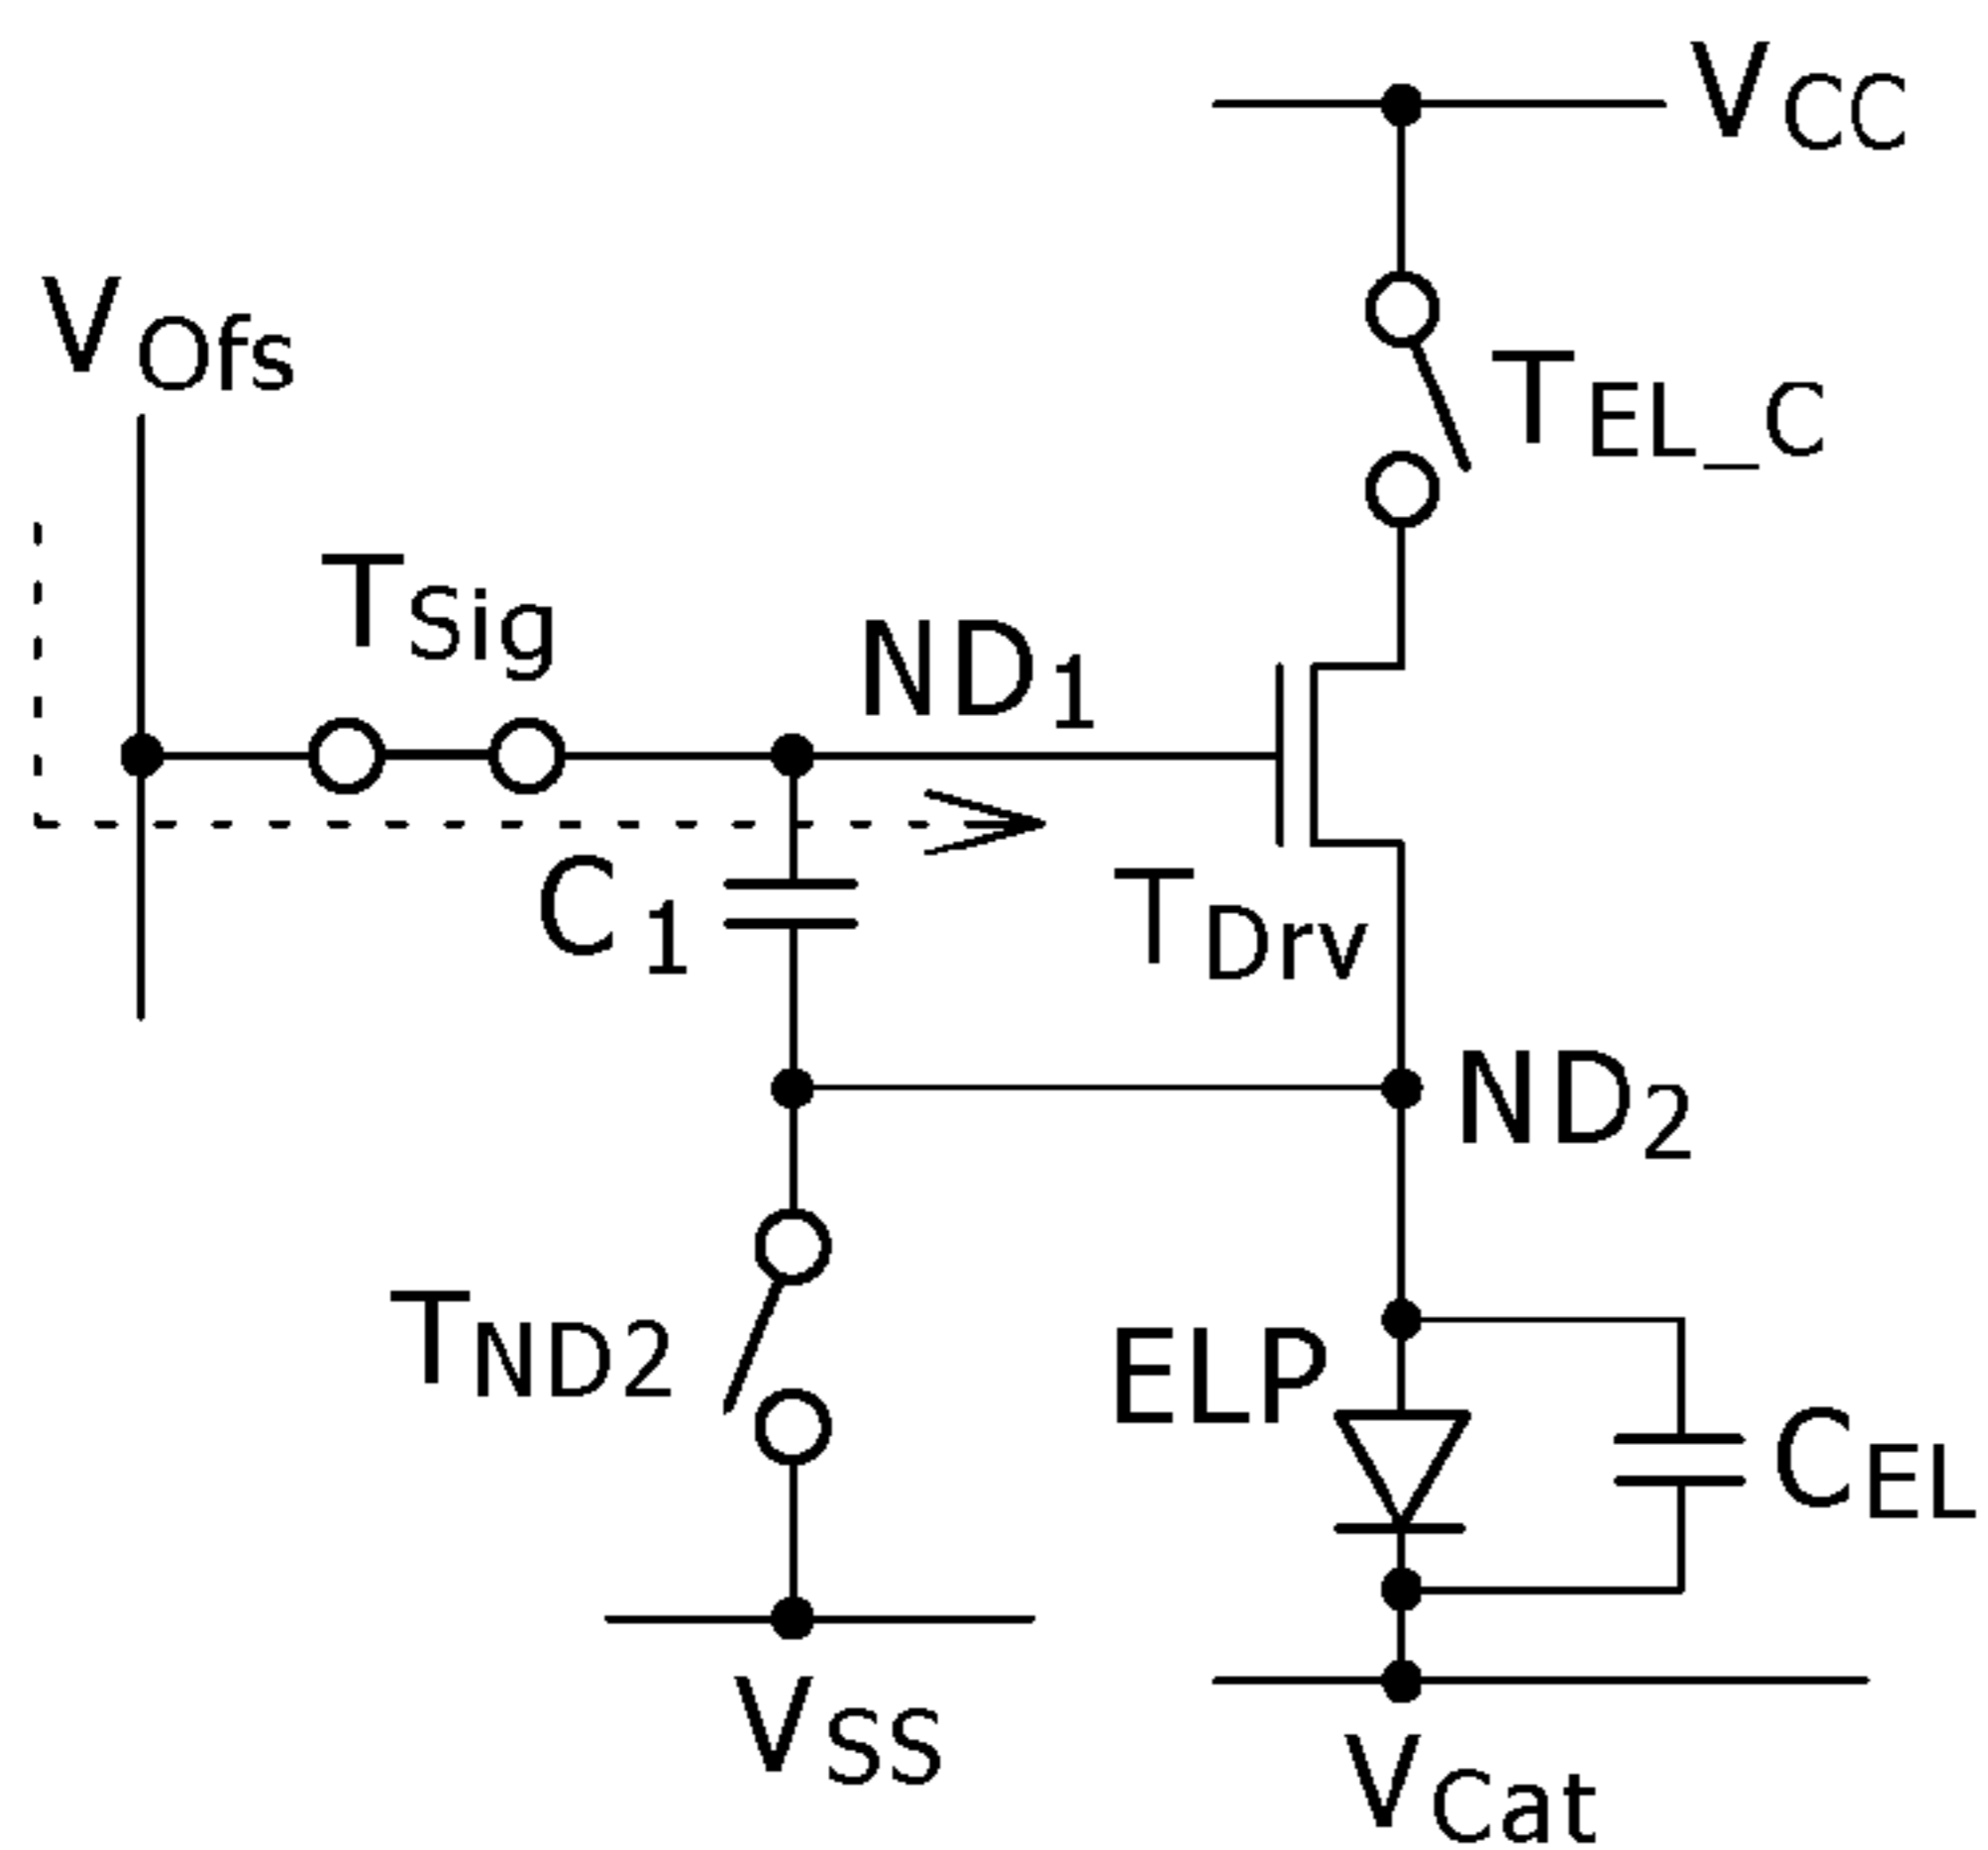 VCC
VOfs
TEL_C
TSig
ND1
C1
TDrv
ND2
TND2
ELP
CEL
VSS
VCat